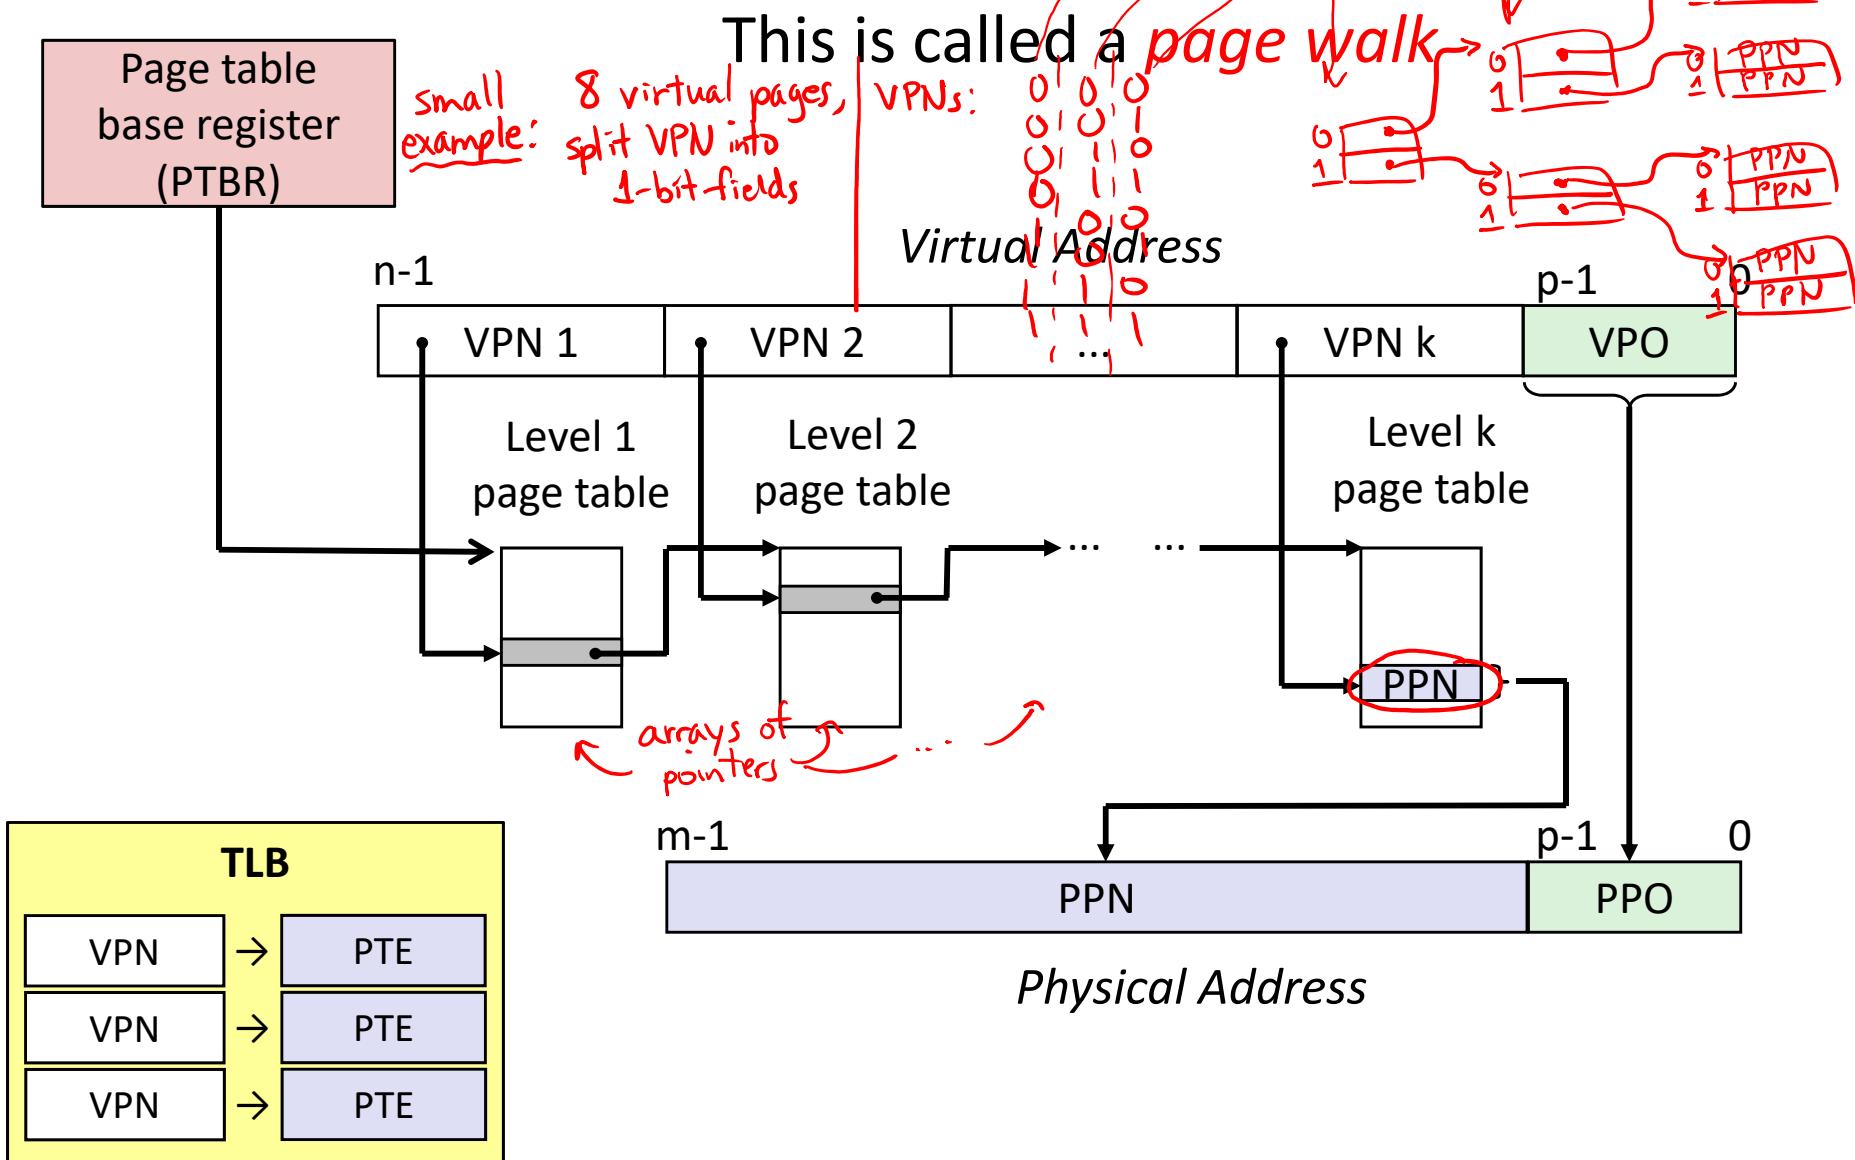 This is called a page walk
Page table
base register
(PTBR)
small
example:
8 virtual pages, VPNs:
split VPN into
1-bit fields
0 0 0
0 0 1
0 1 0
0 1 1
1 0 0
1 0 1
1 1 0
1 1 1
0
1
0
1
0 PPN
1 PPN
0
1
0 PPN
1 PPN
0 PPN
1 PPN
Virtual Address
n-1
p-1
0
VPN 1
VPN 2
...
VPN k
VPO
Level 1
page table
Level 2
page table
Level k
page table
...
...
PPN
arrays of
pointers
...
m-1
p-1
0
PPN
PPO
Physical Address
TLB
VPN → PTE
VPN → PTE
VPN → PTE